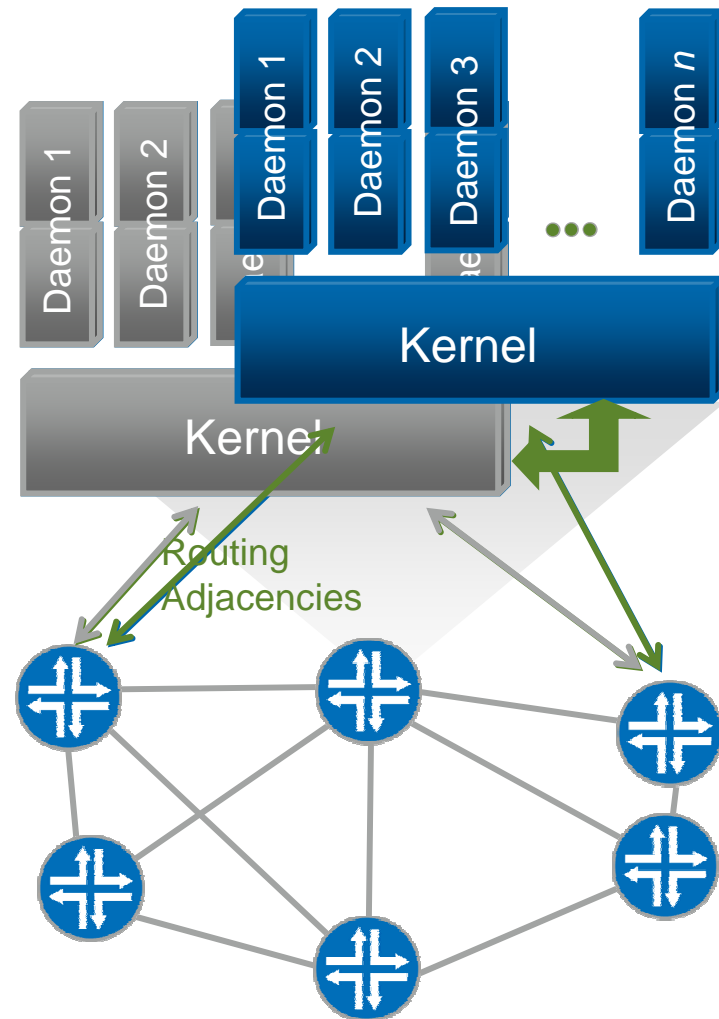 Daemon 1
Daemon 2
Daemon 3
Daemon n
Daemon 1
Daemon 2
Kernel
Kernel
Routing
Adjacencies